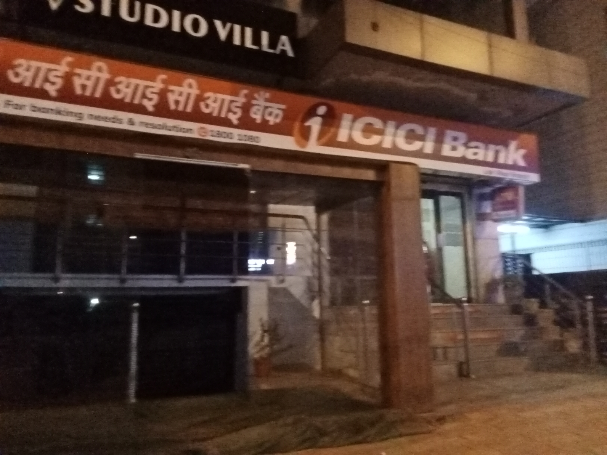 STUDIO VILLA
आई सी आई सी आई बैंक
ICICI Bank
For banking needs & resolution 1800 1080